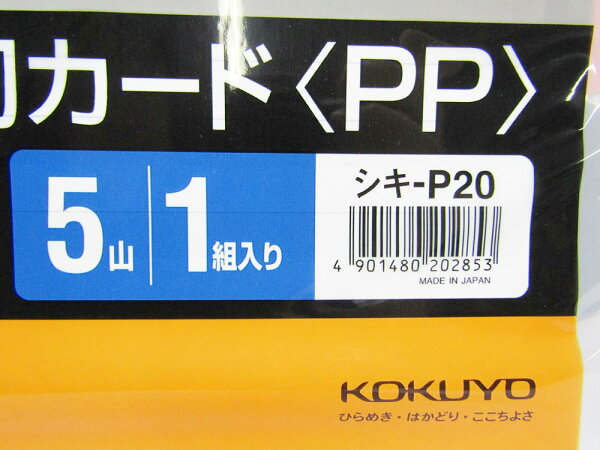 カード〈PP〉
5山 1組入り
シキ-P20
4 901480 202853
MADE IN JAPAN
KOKUYO
ひらめき・はかどり・ここちよさ